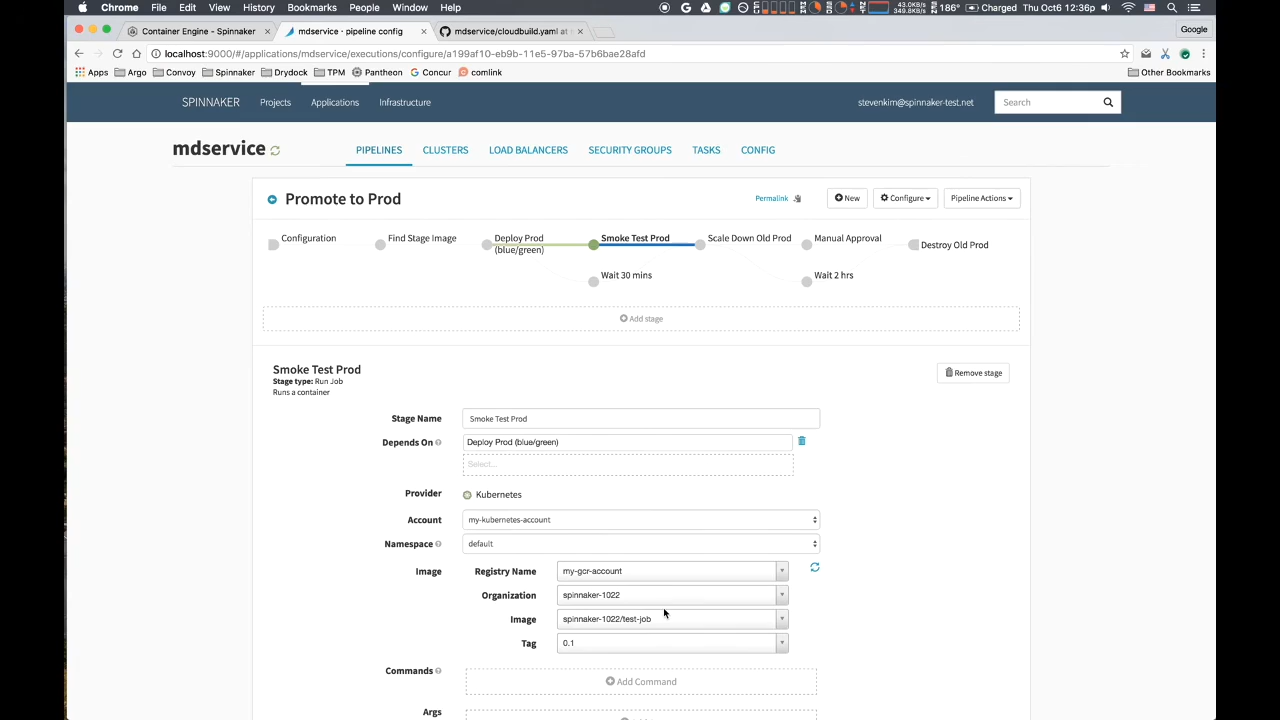 Chrome File Edit View History Bookmarks People Window Help
49.8KB/s 186° Charged Thu Oct6 12:36p
Container Engine - Spinnaker × mdservice · pipeline config × mdservice/cloudbuild.yaml at × Google
localhost:9000/#/applications/mdservice/executions/configure/a199af10-eb9b-11e5-97ba-57b6bae28afd
Apps Argo Convoy Spinnaker Drydock TPM Pantheon Concur comlink Other Bookmarks
SPINNAKER Projects Applications Infrastructure stevenkim@spinnaker-test.net Search
mdservice PIPELINES CLUSTERS LOAD BALANCERS SECURITY GROUPS TASKS CONFIG
Promote to Prod Permalink New Configure Pipeline Actions
Configuration Find Stage Image Deploy Prod Smoke Test Prod Scale Down Old Prod Manual Approval Destroy Old Prod
(blue/green)
Wait 30 mins Wait 2 hrs
Add stage
Smoke Test Prod
Stage type: Run Job
Runs a container
Remove stage
Stage Name Smoke Test Prod
Depends On Deploy Prod (blue/green)
Select...
Provider Kubernetes
Account my-kubernetes-account
Namespace default
Image Registry Name my-gcr-account
Organization spinnaker-1022
Image spinnaker-1022/test-job
Tag 0.1
Commands Add Command
Args